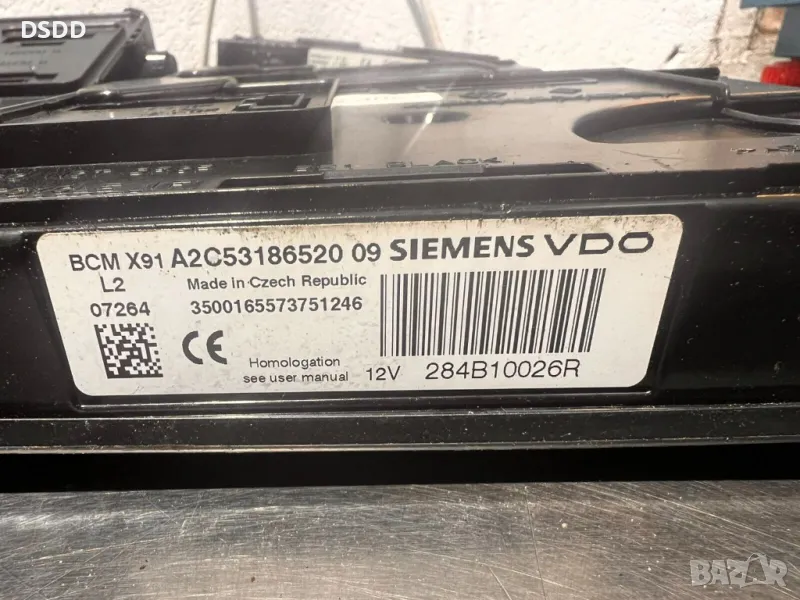 DSDD
BCM X91 A2C53186520 09 SIEMENS VDO
L2 Made in Czech Republic
07264 3500165573751246
CE
Homologation
see user manual 12V 284B10026R
BAZAR